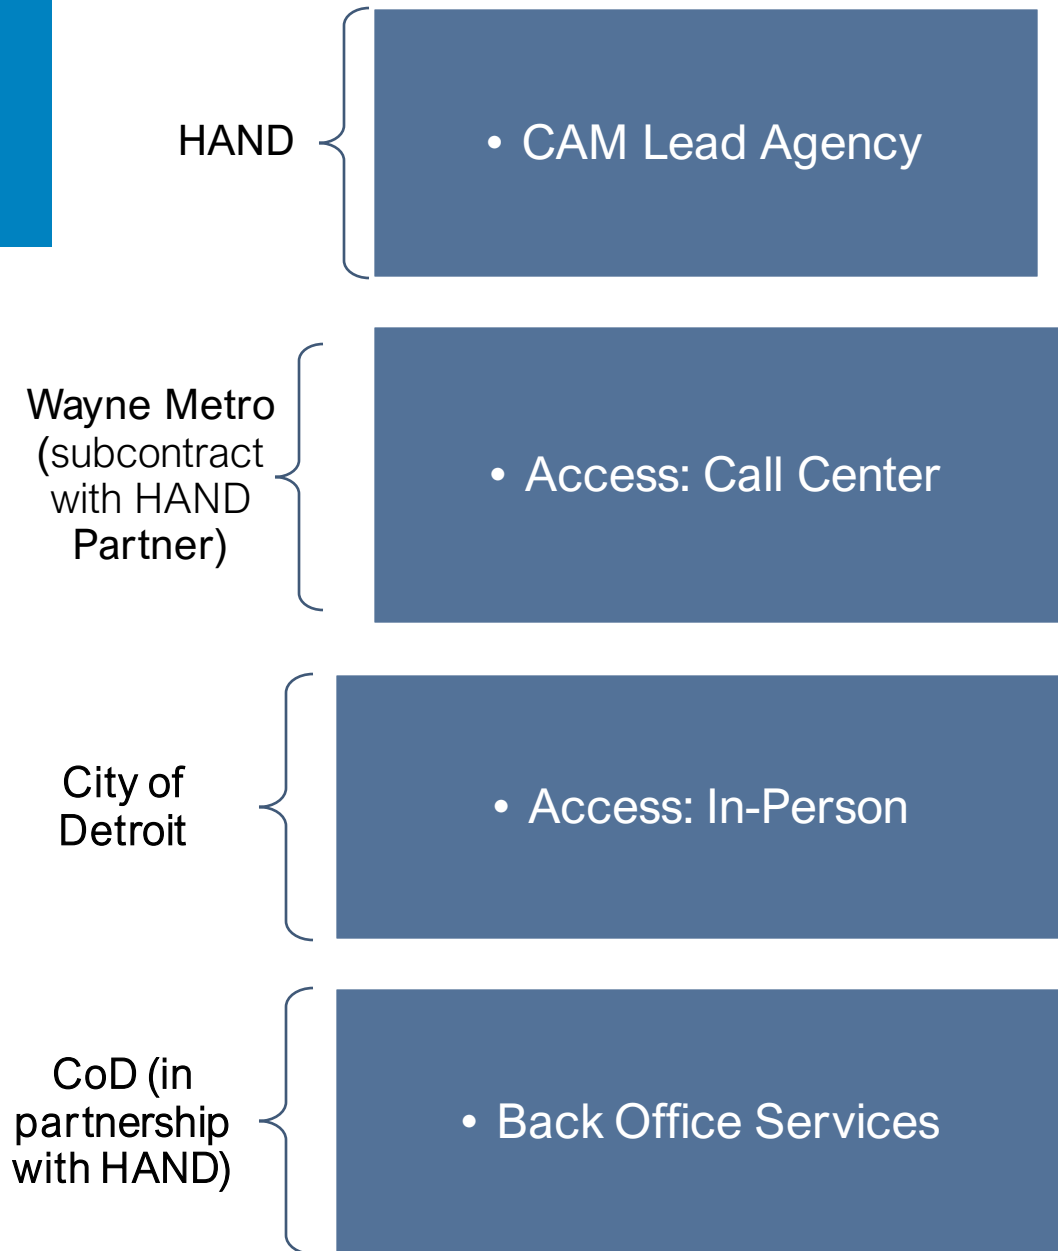 HAND
• CAM Lead Agency
Wayne Metro
(subcontract
with HAND
Partner)
• Access: Call Center
City of
Detroit
• Access: In-Person
CoD (in
partnership
with HAND)
• Back Office Services